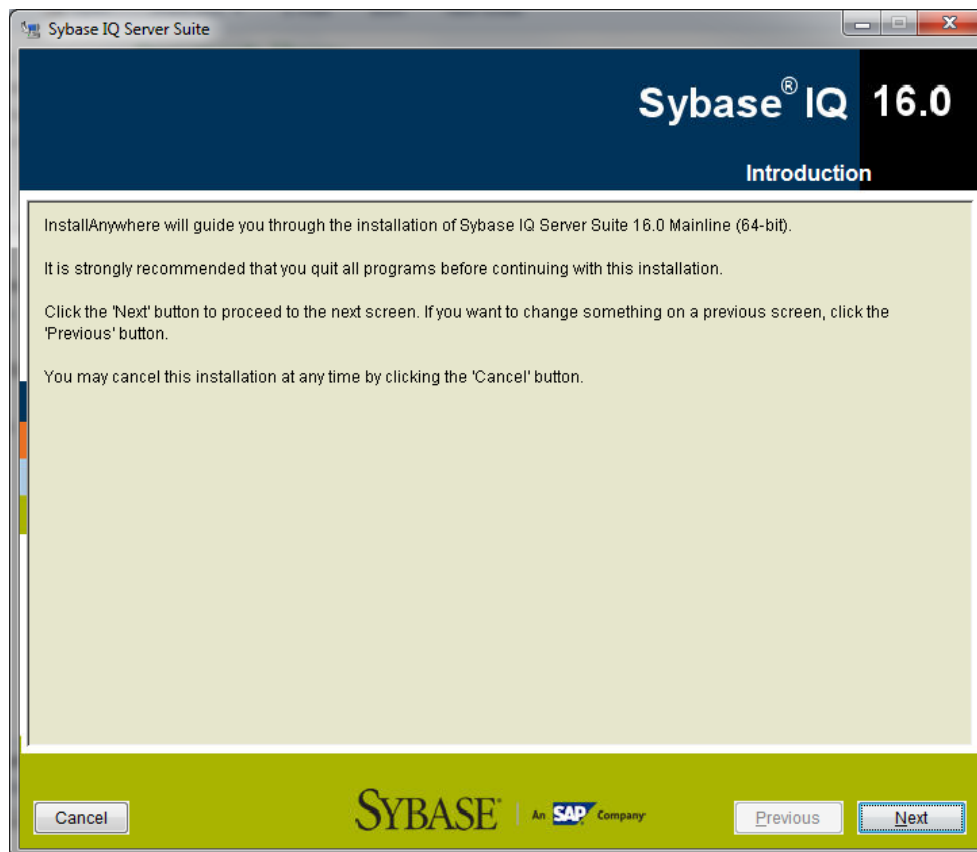 Sybase IQ Server Suite
Sybase® IQ 16.0
Introduction
InstallAnywhere will guide you through the installation of Sybase IQ Server Suite 16.0 Mainline (64-bit).
It is strongly recommended that you quit all programs before continuing with this installation.
Click the 'Next' button to proceed to the next screen. If you want to change something on a previous screen, click the
'Previous' button.
You may cancel this installation at any time by clicking the 'Cancel' button.
Cancel
SYBASE® An SAP Company
Previous
Next